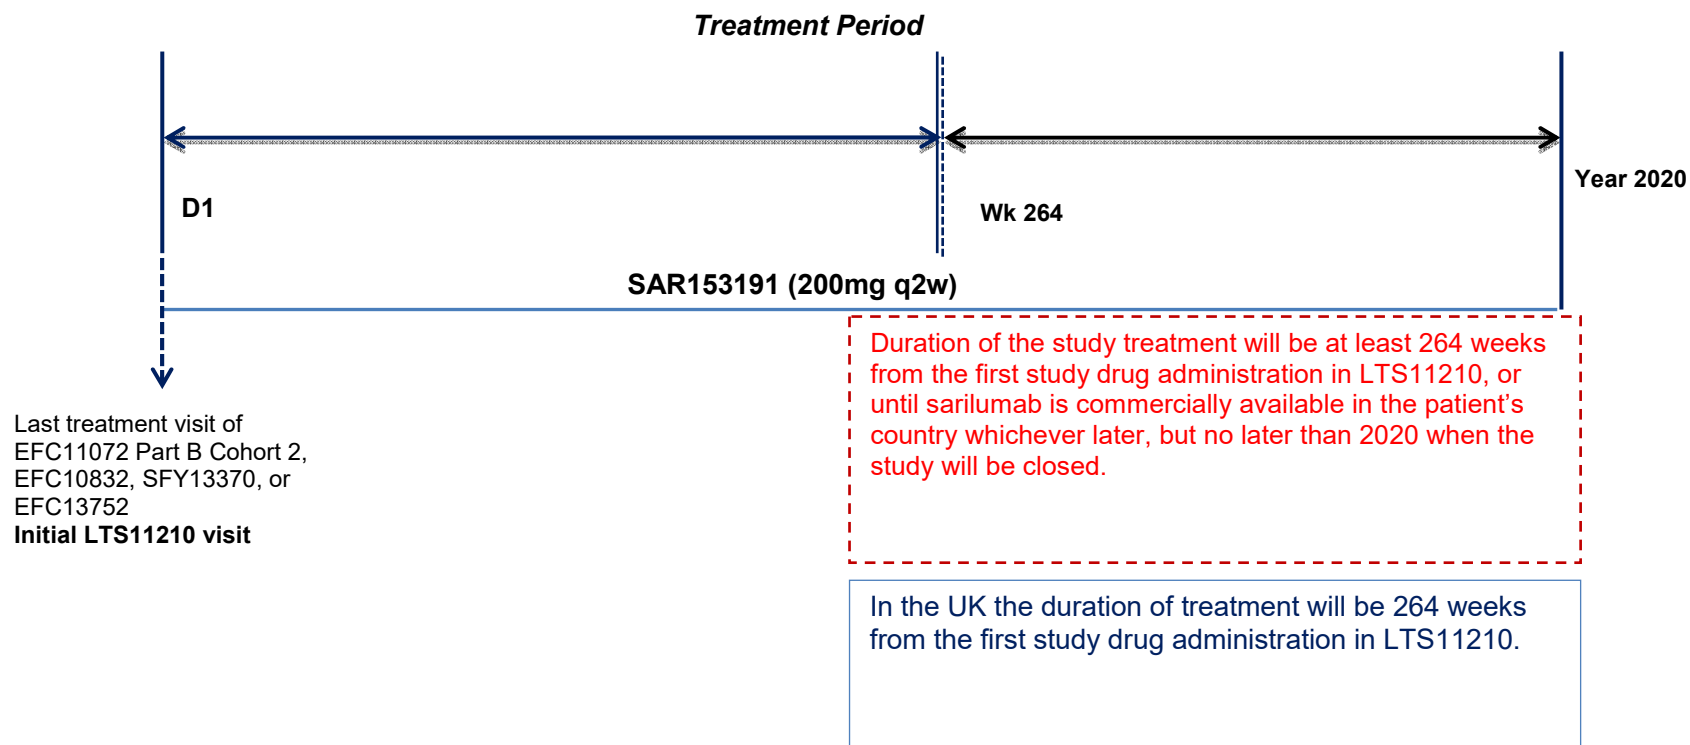 Treatment Period
Year 2020
D1
Wk 264
SAR153191 (200mg q2w)
Duration of the study treatment will be at least 264 weeks
from the first study drug administration in LTS11210, or
until sarilumab is commercially available in the patient’s
country whichever later, but no later than 2020 when the
study will be closed.
Last treatment visit of
EFC11072 Part B Cohort 2,
EFC10832, SFY13370, or
EFC13752
Initial LTS11210 visit
In the UK the duration of treatment will be 264 weeks
from the first study drug administration in LTS11210.